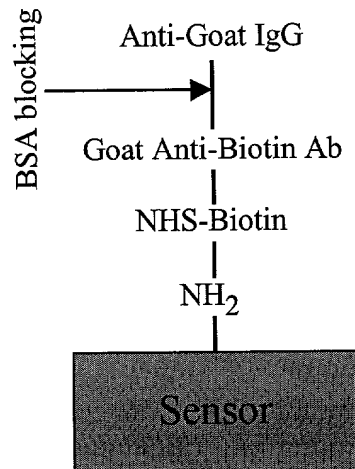 Anti-Goat IgG
BSA blocking
Goat Anti-Biotin Ab
NHS-Biotin
NH2
Sensor